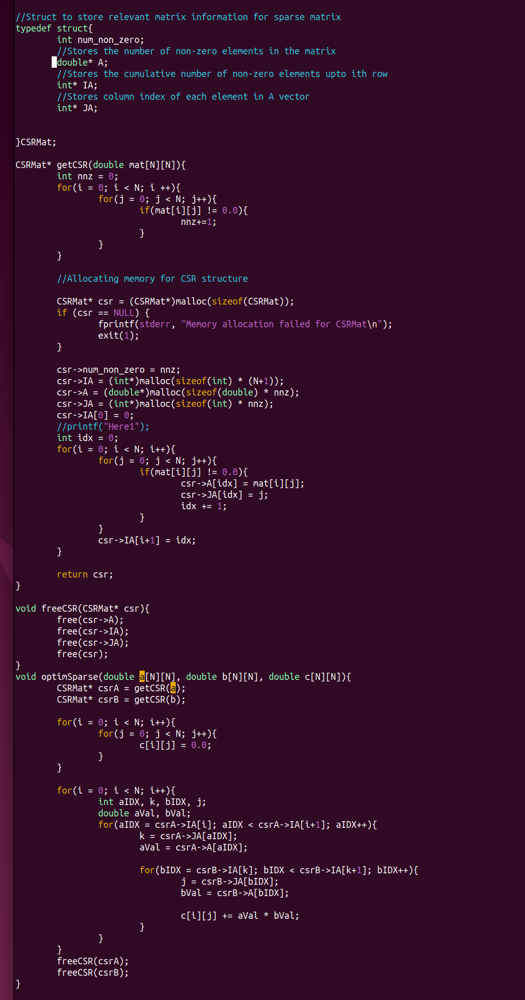 //Struct to store relevant matrix information for sparse matrix
typedef struct{
        int num_non_zero;
        //Stores the number of non-zero elements in the matrix
        double* A;
        //Stores the cumulative number of non-zero elements upto ith row
        int* IA;
        //Stores column index of each element in A vector
        int* JA;
}CSRMat;
CSRMat* getCSR(double mat[N][N]){
        int nnz = 0;
        for(i = 0; i < N; i ++){
                for(j = 0; j < N; j++){
                        if(mat[i][j] != 0.0){
                                nnz+=1;
                        }
                }
        }
        //Allocating memory for CSR structure
        CSRMat* csr = (CSRMat*)malloc(sizeof(CSRMat));
        if (csr == NULL) {
                fprintf(stderr, "Memory allocation failed for CSRMat\n");
                exit(1);
        }
        csr->num_non_zero = nnz;
        csr->IA = (int*)malloc(sizeof(int) * (N+1));
        csr->A = (double*)malloc(sizeof(double) * nnz);
        csr->JA = (int*)malloc(sizeof(int) * nnz);
        csr->IA[0] = 0;
        //printf("Here1");
        int idx = 0;
        for(i = 0; i < N; i++){
                for(j = 0; j < N; j++){
                        if(mat[i][j] != 0.0){
                                csr->A[idx] = mat[i][j];
                                csr->JA[idx] = j;
                                idx += 1;
                        }
                }
                csr->IA[i+1] = idx;
        }
        return csr;
}
void freeCSR(CSRMat* csr){
        free(csr->A);
        free(csr->IA);
        free(csr->JA);
        free(csr);
}
void optimSparse(double a[N][N], double b[N][N], double c[N][N]){
        CSRMat* csrA = getCSR(a);
        CSRMat* csrB = getCSR(b);
        for(i = 0; i < N; i++){
                for(j = 0; j < N; j++){
                        c[i][j] = 0.0;
                }
        }
        for(i = 0; i < N; i++){
                int aIDX, k, bIDX, j;
                double aVal, bVal;
                for(aIDX = csrA->IA[i]; aIDX < csrA->IA[i+1]; aIDX++){
                        k = csrA->JA[aIDX];
                        aVal = csrA->A[aIDX];
                        for(bIDX = csrB->IA[k]; bIDX < csrB->IA[k+1]; bIDX++){
                                j = csrB->JA[bIDX];
                                bVal = csrB->A[bIDX];
                                c[i][j] += aVal * bVal;
                        }
                }
        }
        freeCSR(csrA);
        freeCSR(csrB);
}